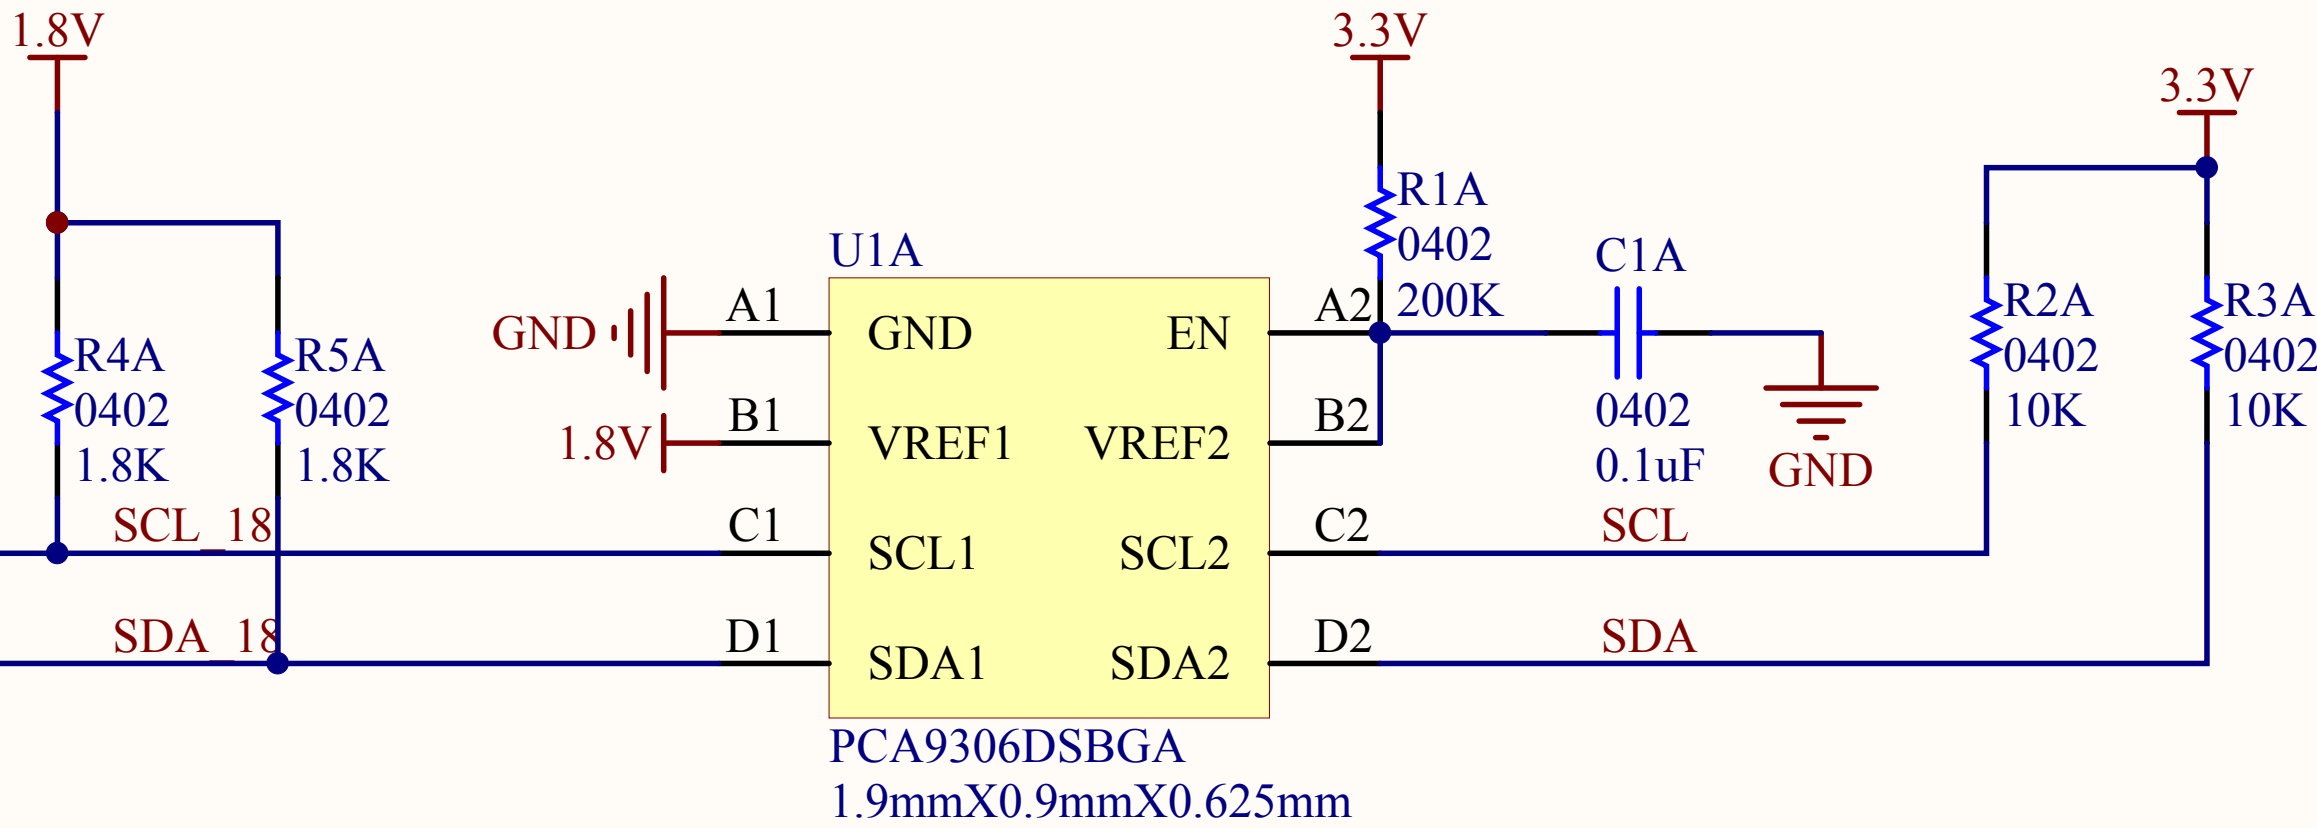 1.8V
3.3V
3.3V
R1A
0402
200K
U1A
C1A
0402
0.1uF
GND
A1
GND
EN
A2
GND
1.8V
B1
VREF1
VREF2
B2
R4A
0402
1.8K
R5A
0402
1.8K
R2A
0402
10K
R3A
0402
10K
SCL_18
C1
SCL1
SCL2
C2
SCL
SDA_18
D1
SDA1
SDA2
D2
SDA
PCA9306DSBGA
1.9mmX0.9mmX0.625mm